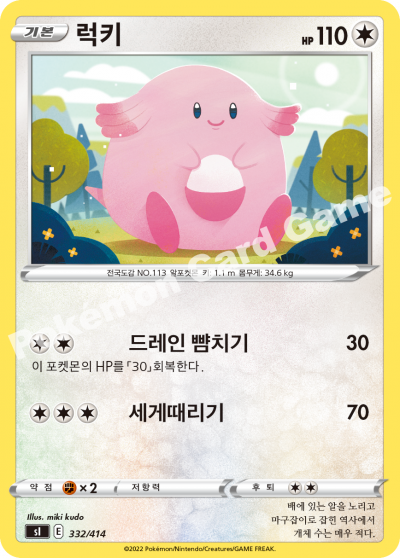 기본 럭키 HP 110
전국도감 NO.113 알포켓몬 키: 1.1 m 몸무게: 34.6 kg
Pokémon Card Game
드레인 뺨치기 30
이 포켓몬의 HP를 「30」회복한다.
세게때리기 70
약점 ×2 저항력 후퇴
Illus. miki kudo
sI E 332/414
배에 있는 알을 노리고
마구잡이로 잡힌 역사에서
개체 수는 매우 적다.
©2022 Pokémon/Nintendo/Creatures/GAME FREAK.